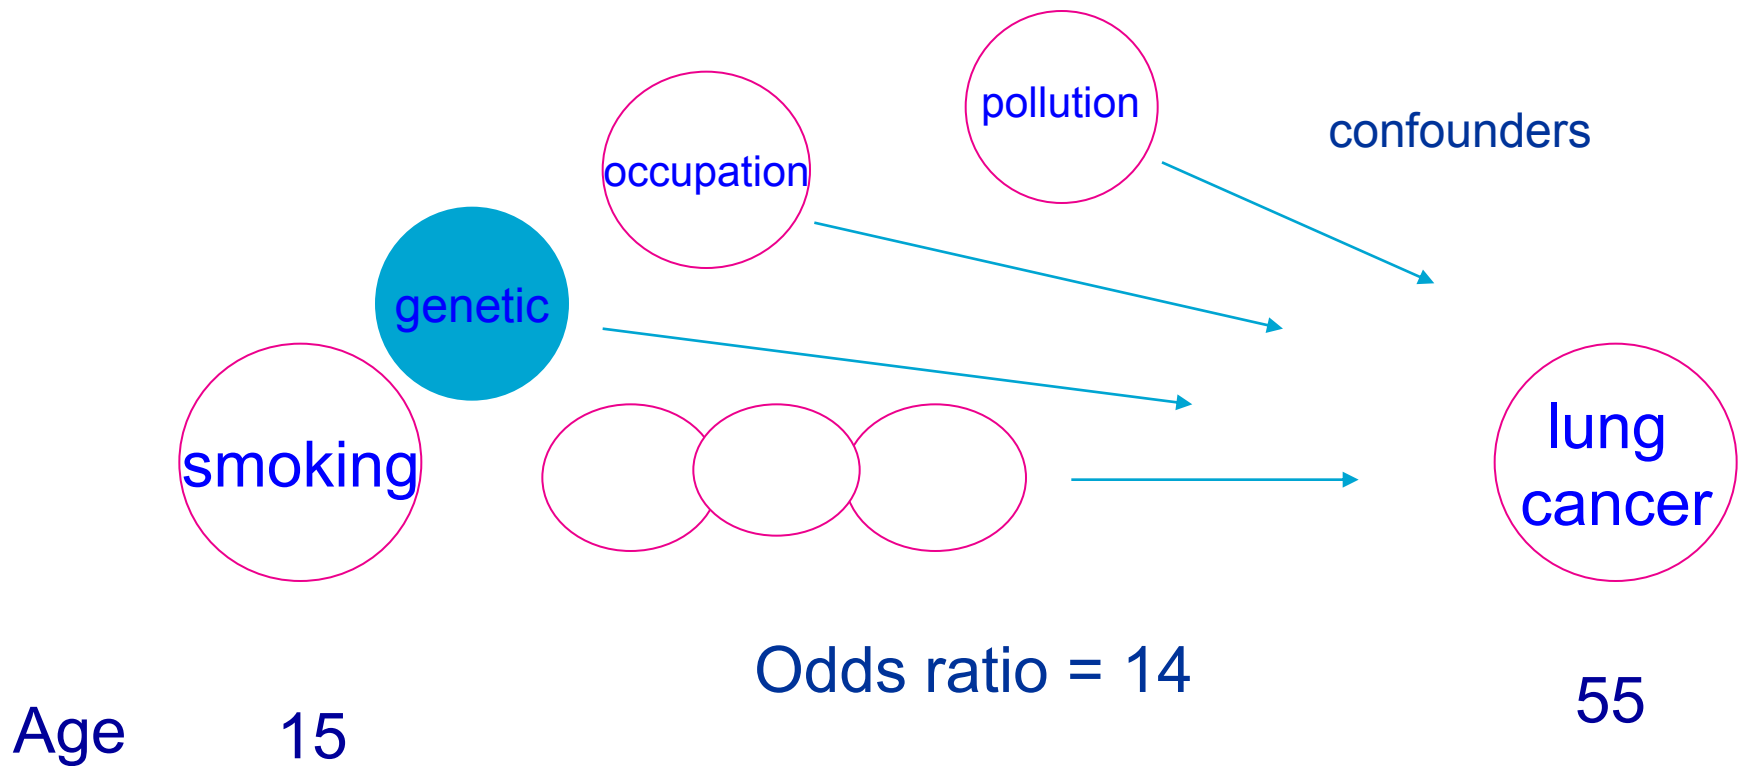 pollution
confounders
occupation
genetic
smoking
lung
cancer
Odds ratio = 14
55
Age 15